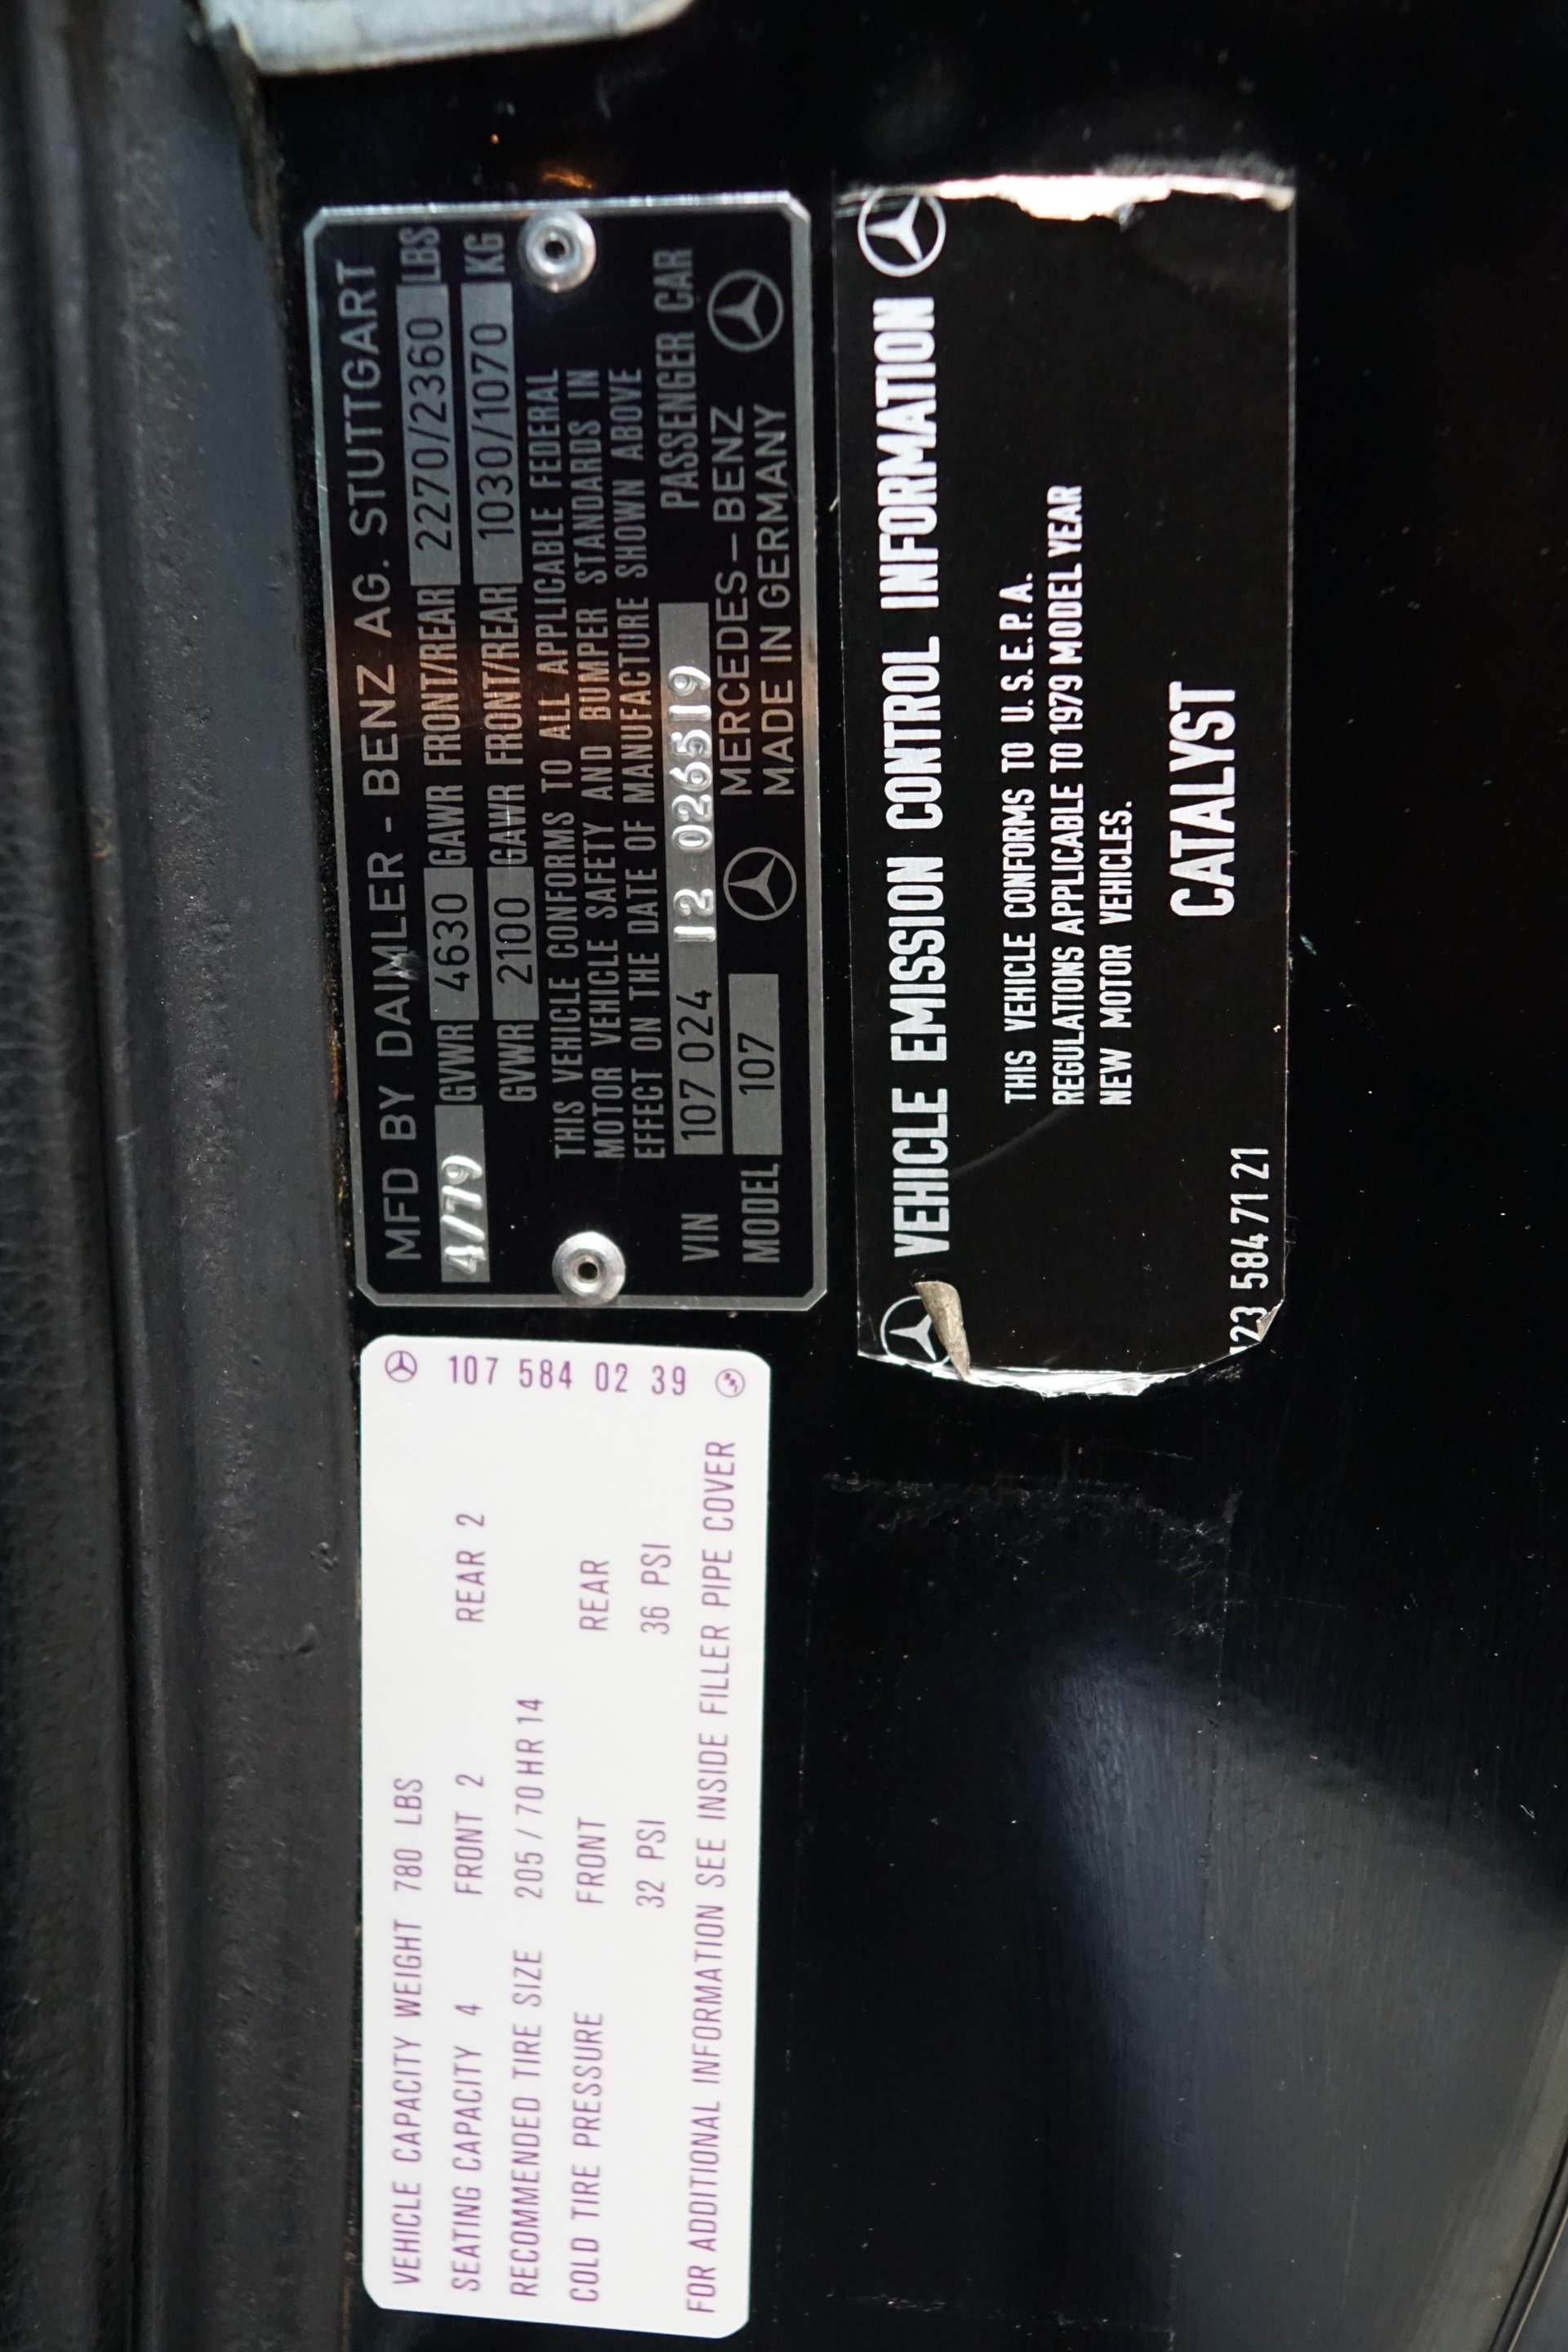 MFD BY DAIMLER - BENZ AG. STUTTGART
4/79 GVWR 4630 GAWR FRONT/REAR 2270/2360 LBS
GVWR 2100 GAWR FRONT/REAR 1030/1070 KG
THIS VEHICLE CONFORMS TO ALL APPLICABLE FEDERAL
MOTOR VEHICLE SAFETY AND BUMPER STANDARDS IN
EFFECT ON THE DATE OF MANUFACTURE SHOWN ABOVE
VIN 107 024 12 026519 PASSENGER CAR
MODEL 107 MERCEDES-BENZ
MADE IN GERMANY
VEHICLE EMISSION CONTROL INFORMATION
THIS VEHICLE CONFORMS TO U.S.E.P.A.
REGULATIONS APPLICABLE TO 1979 MODEL YEAR
NEW MOTOR VEHICLES.
CATALYST
23 584 71 21
VEHICLE CAPACITY WEIGHT 780 LBS
SEATING CAPACITY 4 FRONT 2 REAR 2
RECOMMENDED TIRE SIZE 205/70 HR 14
COLD TIRE PRESSURE FRONT REAR
32 PSI 36 PSI
FOR ADDITIONAL INFORMATION SEE INSIDE FILLER PIPE COVER
107 584 02 39